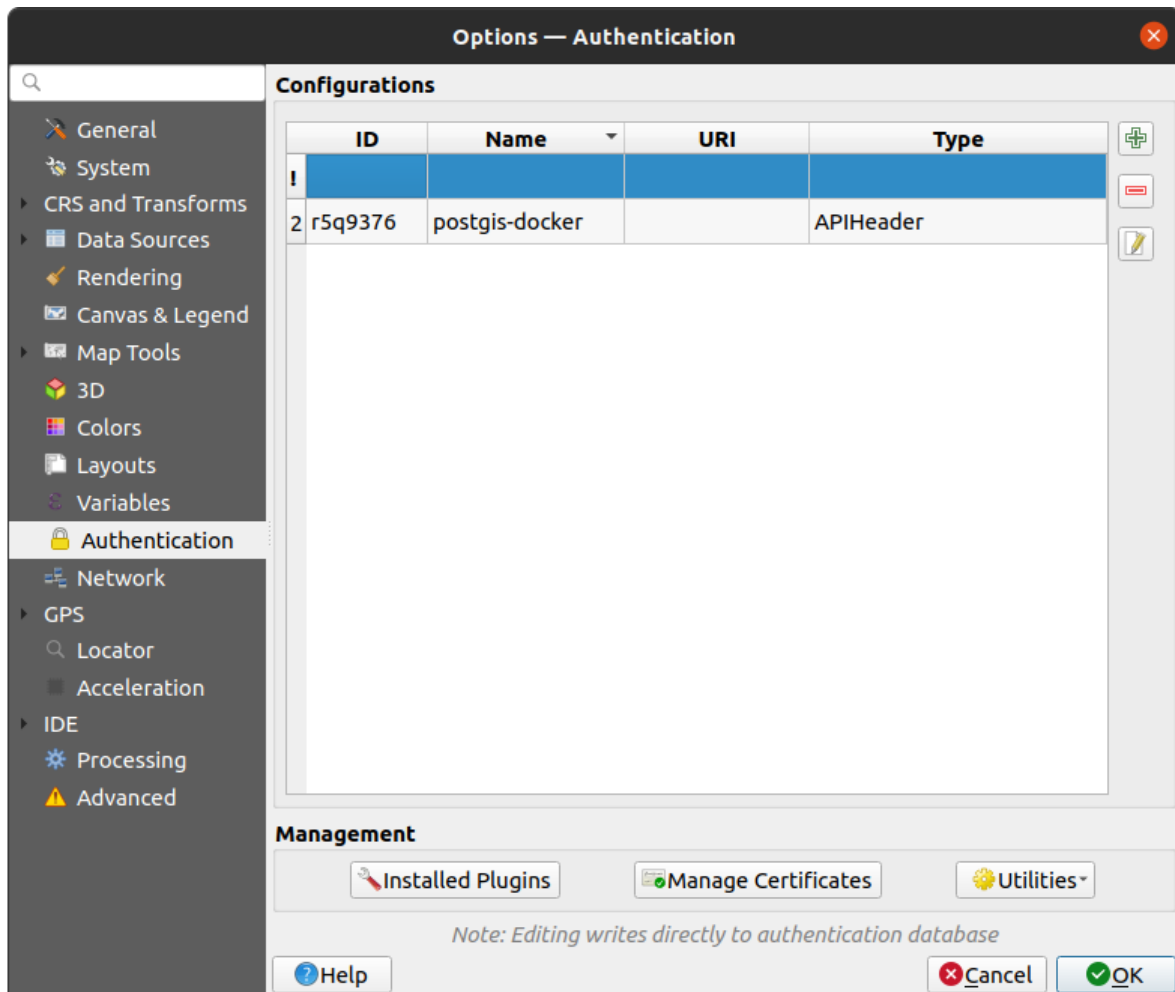 Options — Authentication
Configurations
General
System
CRS and Transforms
Data Sources
Rendering
Canvas & Legend
Map Tools
3D
Colors
Layouts
Variables
Authentication
Network
GPS
Locator
Acceleration
IDE
Processing
Advanced
ID Name URI Type
!
2 r5q9376 postgis-docker APIHeader
Management
Installed Plugins Manage Certificates Utilities
Note: Editing writes directly to authentication database
Help Cancel OK